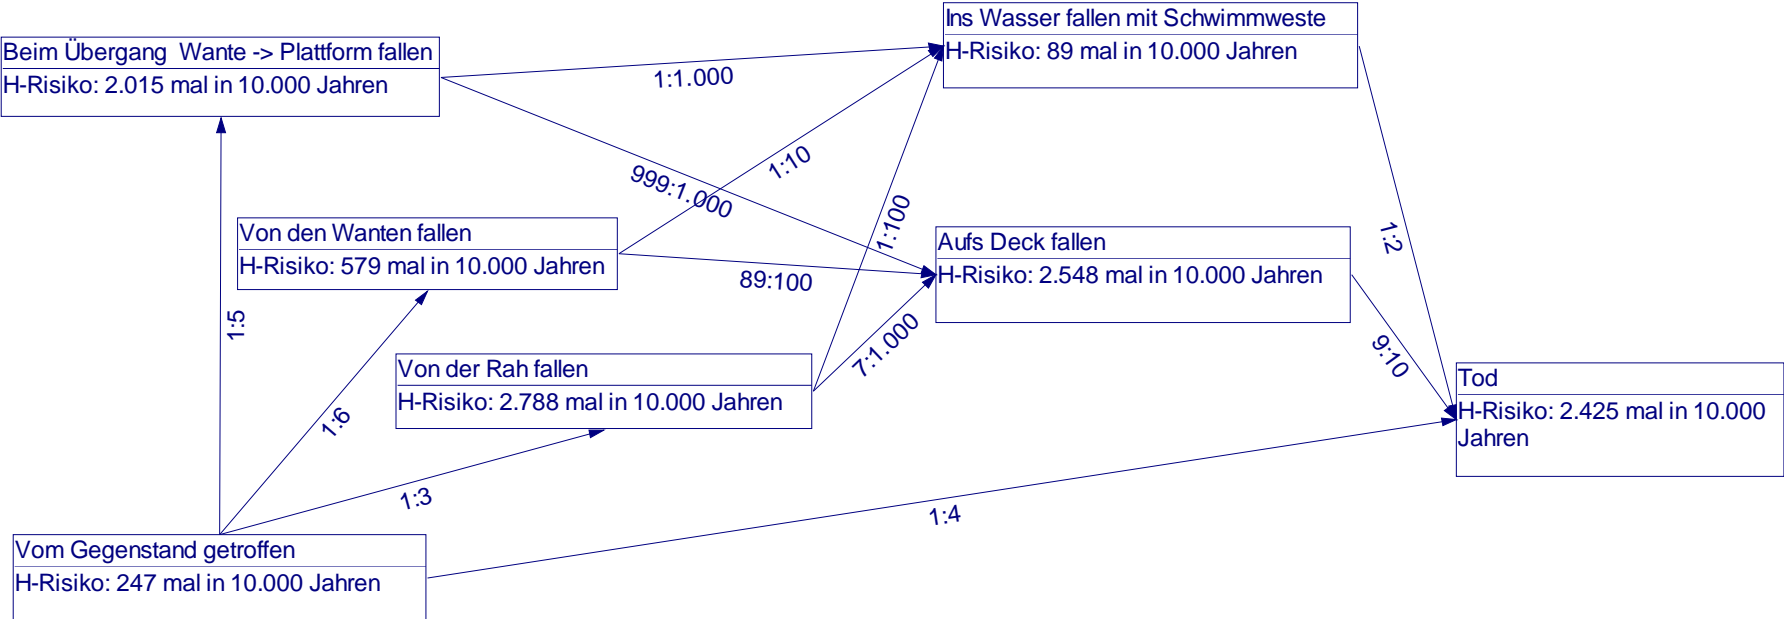 Ins Wasser fallen mit Schwimmweste
H-Risiko: 89 mal in 10.000 Jahren
Beim Übergang  Wante -> Plattform fallen
H-Risiko: 2.015 mal in 10.000 Jahren
1:1.000
1:10
999:1.000
1:100
Von den Wanten fallen
H-Risiko: 579 mal in 10.000 Jahren
89:100
Aufs Deck fallen
H-Risiko: 2.548 mal in 10.000 Jahren
1:2
1:5
7:1.000
9:10
Von der Rah fallen
H-Risiko: 2.788 mal in 10.000 Jahren
Tod
H-Risiko: 2.425 mal in 10.000
Jahren
1:6
1:3
1:4
Vom Gegenstand getroffen
H-Risiko: 247 mal in 10.000 Jahren